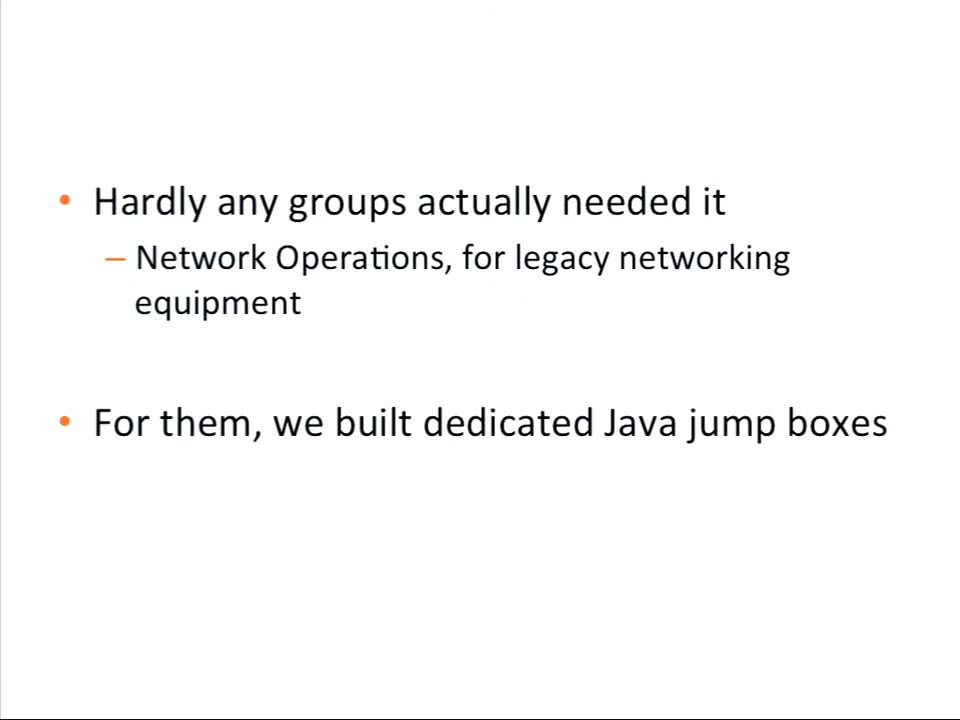 • Hardly any groups actually needed it
– Network Operations, for legacy networking
equipment
• For them, we built dedicated Java jump boxes